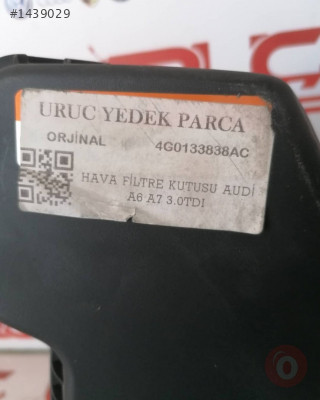 #1439029
URUC YEDEK PARCA
ORJİNAL 4G0133838AC
HAVA FİLTRE KUTUSU AUDİ
A6 A7 3.0TDI